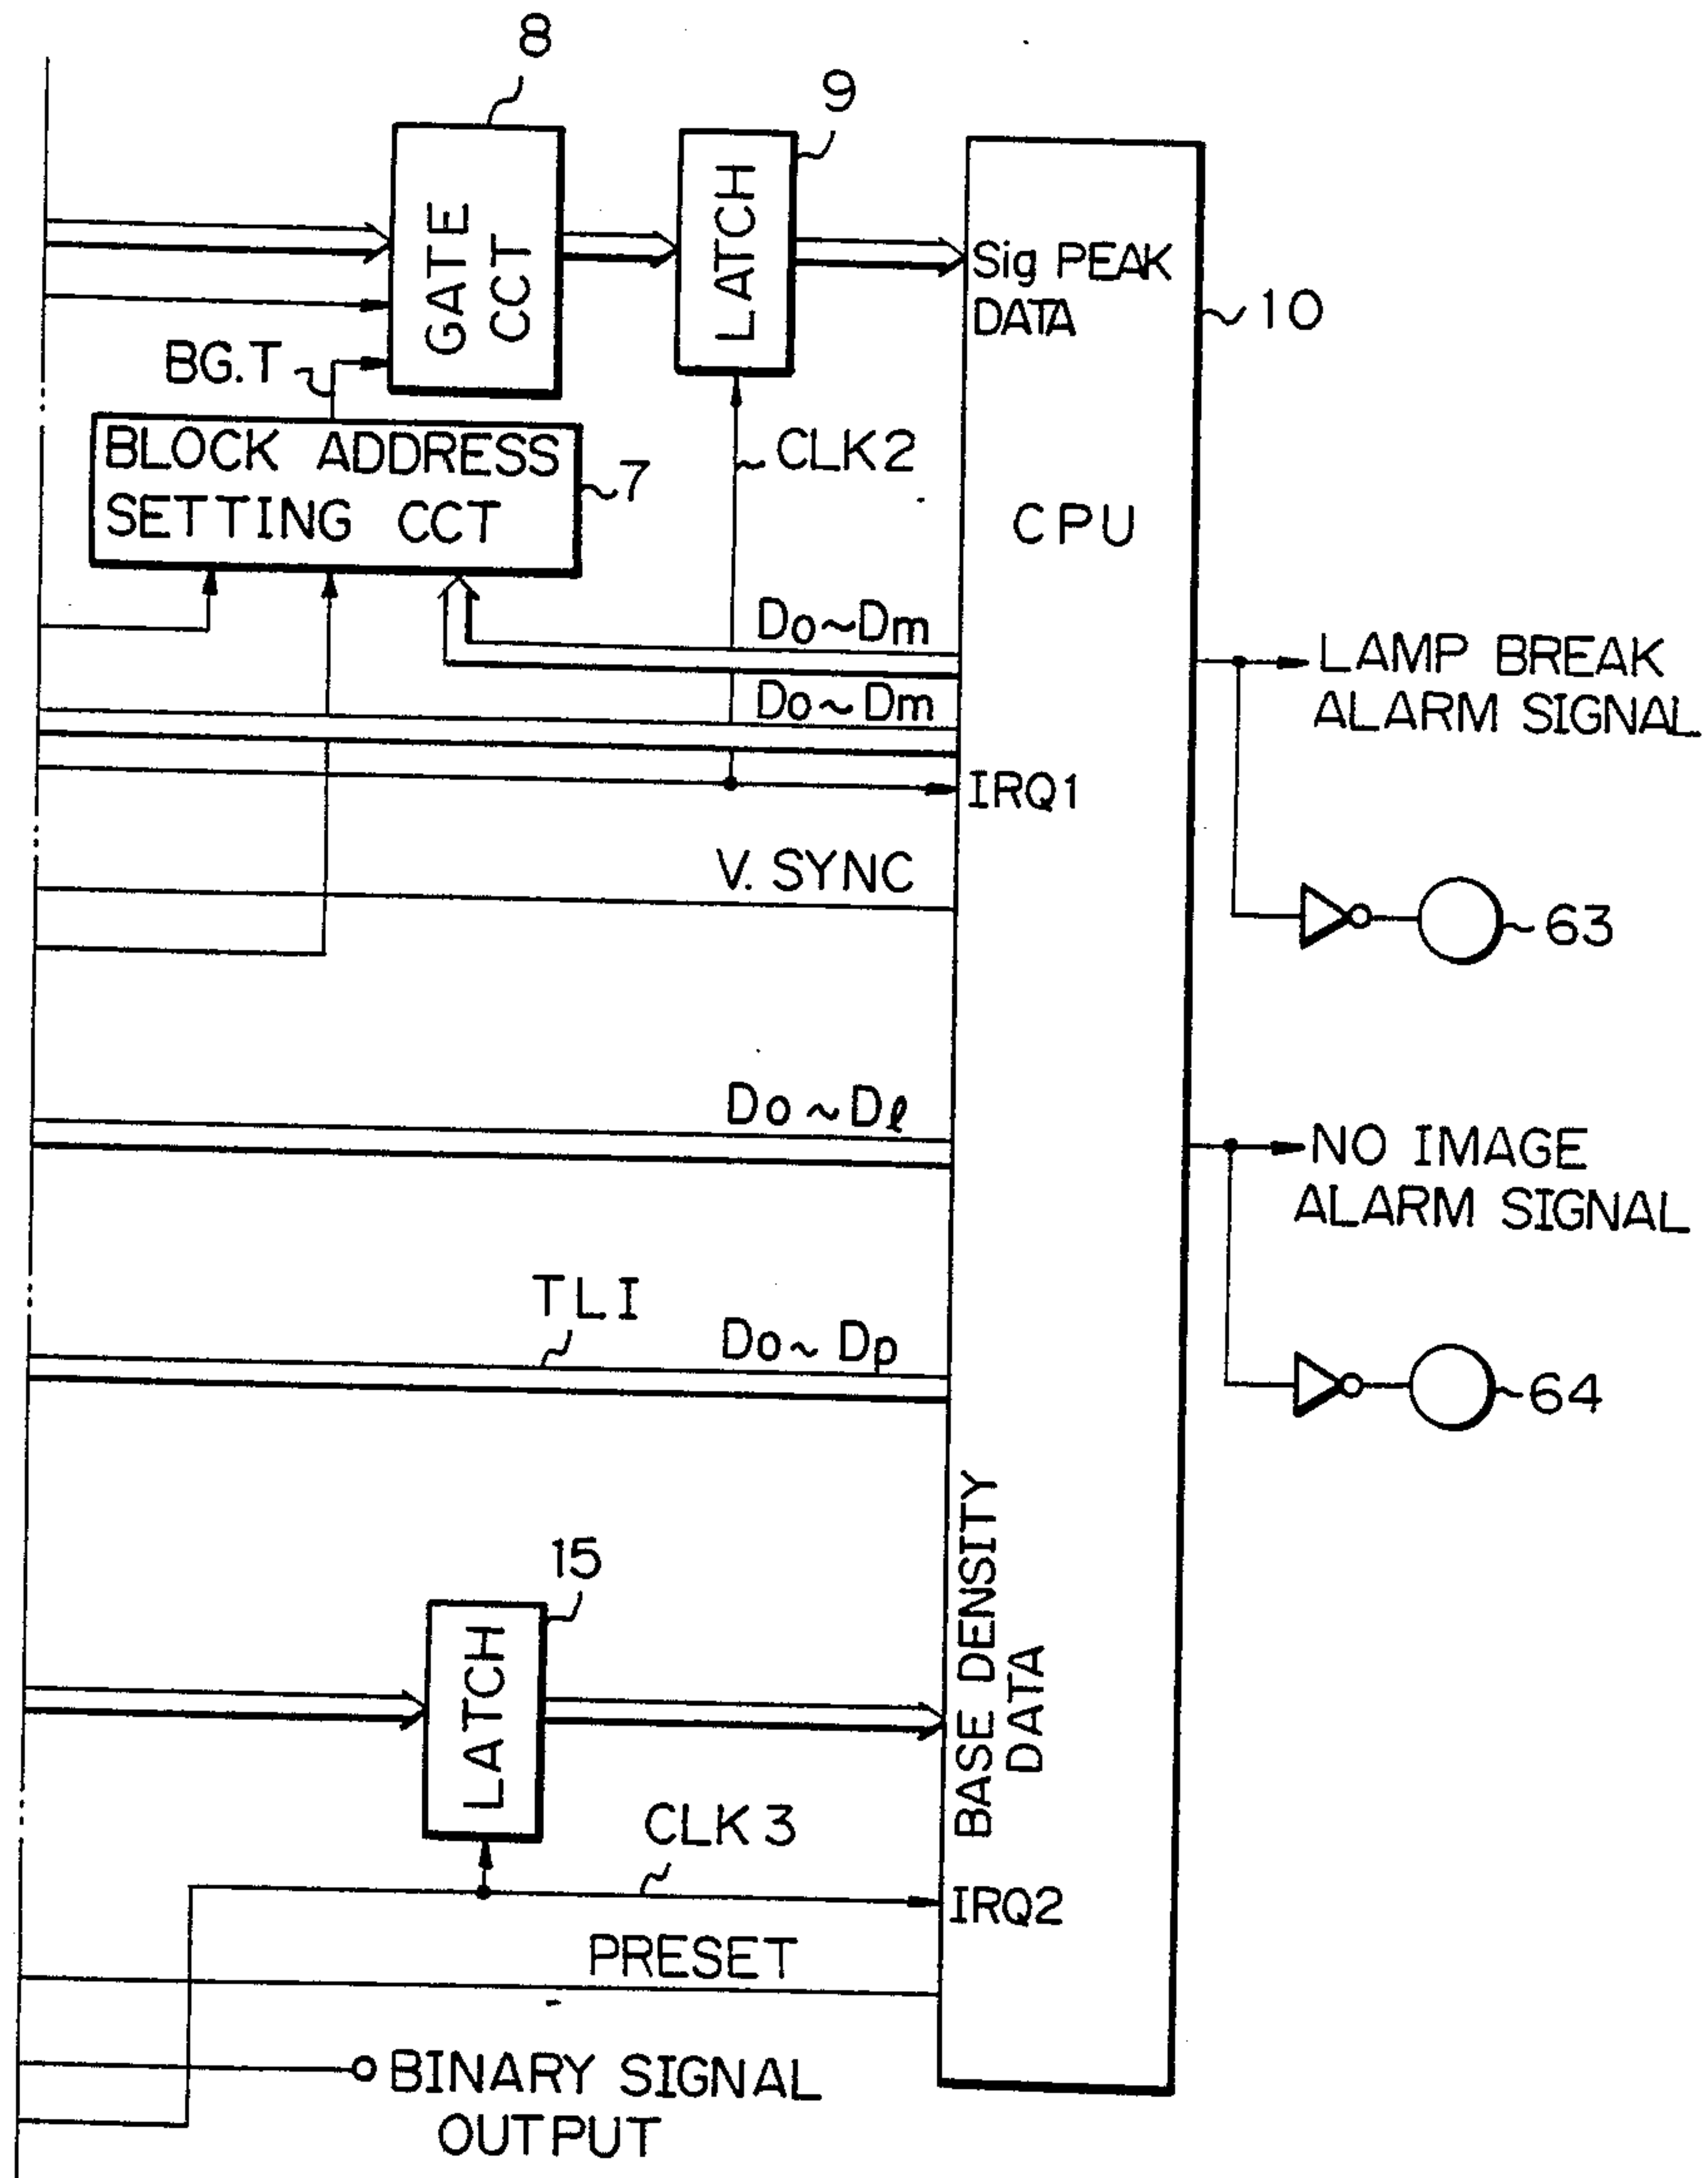 8
9
GATE
CCT
LATCH
Sig PEAK
DATA
10
BG.T
BLOCK ADDRESS
SETTING CCT
7
CLK2
CPU
Do~Dm
LAMP BREAK
ALARM SIGNAL
Do~Dm
IRQ1
V. SYNC
63
Do~Dℓ
NO IMAGE
ALARM SIGNAL
TLI
Do~Dp
64
BASE DENSITY
DATA
15
LATCH
CLK3
IRQ2
PRESET
BINARY SIGNAL
OUTPUT